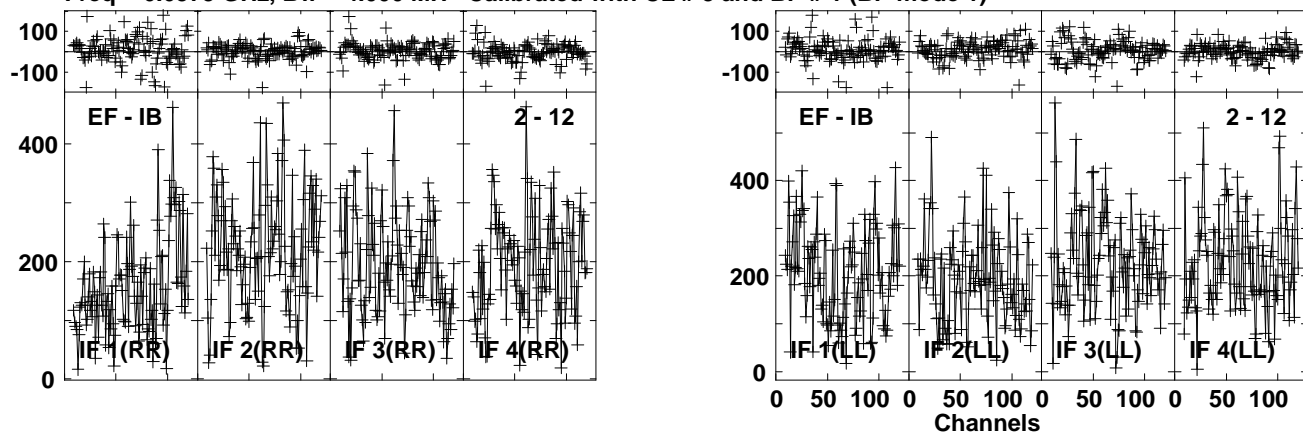 100
-100
EF - IB 2 - 12
400
200
0
IF 1(RR) IF 2(RR) IF 3(RR) IF 4(RR)
100
-100
EF - IB 2 - 12
400
200
0
IF 1(LL) IF 2(LL) IF 3(LL) IF 4(LL)
0 50 100 0 50 100 0 50 100 0 50 100
Channels